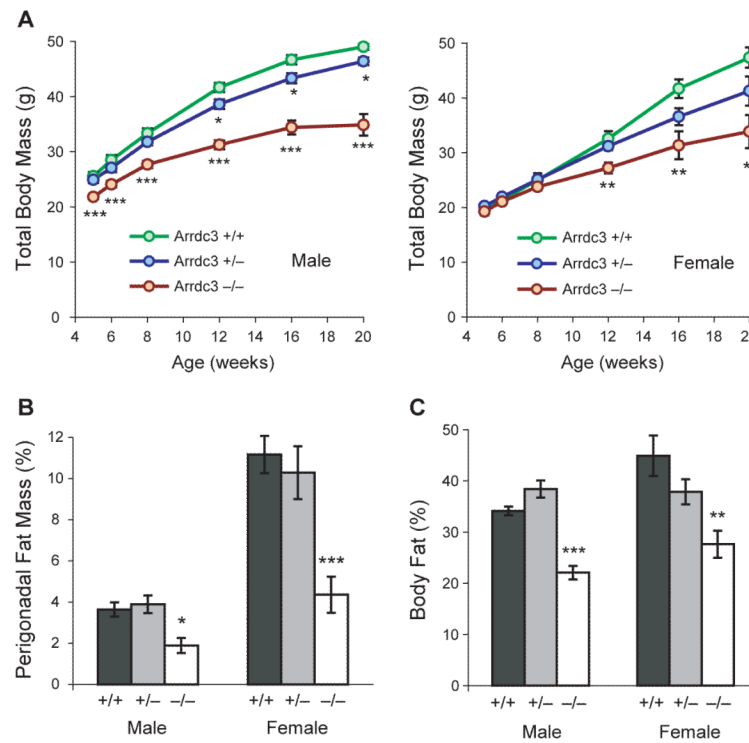 A
Total Body Mass (g)
50
40
30
20
10
0
*
*
*
***
***
***
***
***
***
Arrdc3 +/+
Arrdc3 +/–
Arrdc3 –/–
Male
4 6 8 10 12 14 16 18 20
Age (weeks)
Total Body Mass (g)
50
40
30
20
10
0
**
**
*
Arrdc3 +/+
Arrdc3 +/–
Arrdc3 –/–
Female
4 6 8 10 12 14 16 18
Age (weeks)
B
Perigonadal Fat Mass (%)
12
10
8
6
4
2
0
*
***
+/+ +/– –/– +/+ +/– –/–
Male Female
C
Body Fat (%)
50
40
30
20
10
0
***
**
+/+ +/– –/– +/+ +/– –/–
Male Female